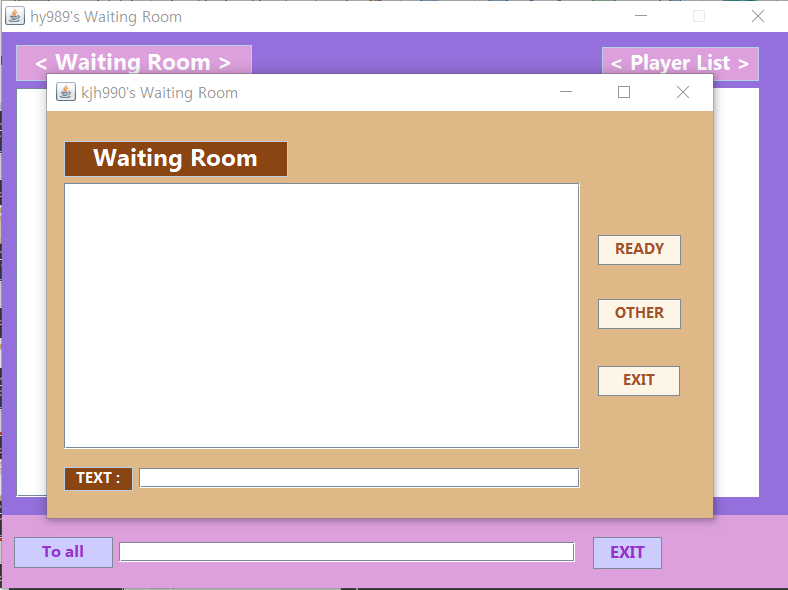 hy989's Waiting Room
< Waiting Room >
< Player List >
kjh990's Waiting Room
Waiting Room
READY
OTHER
EXIT
TEXT :
To all
EXIT